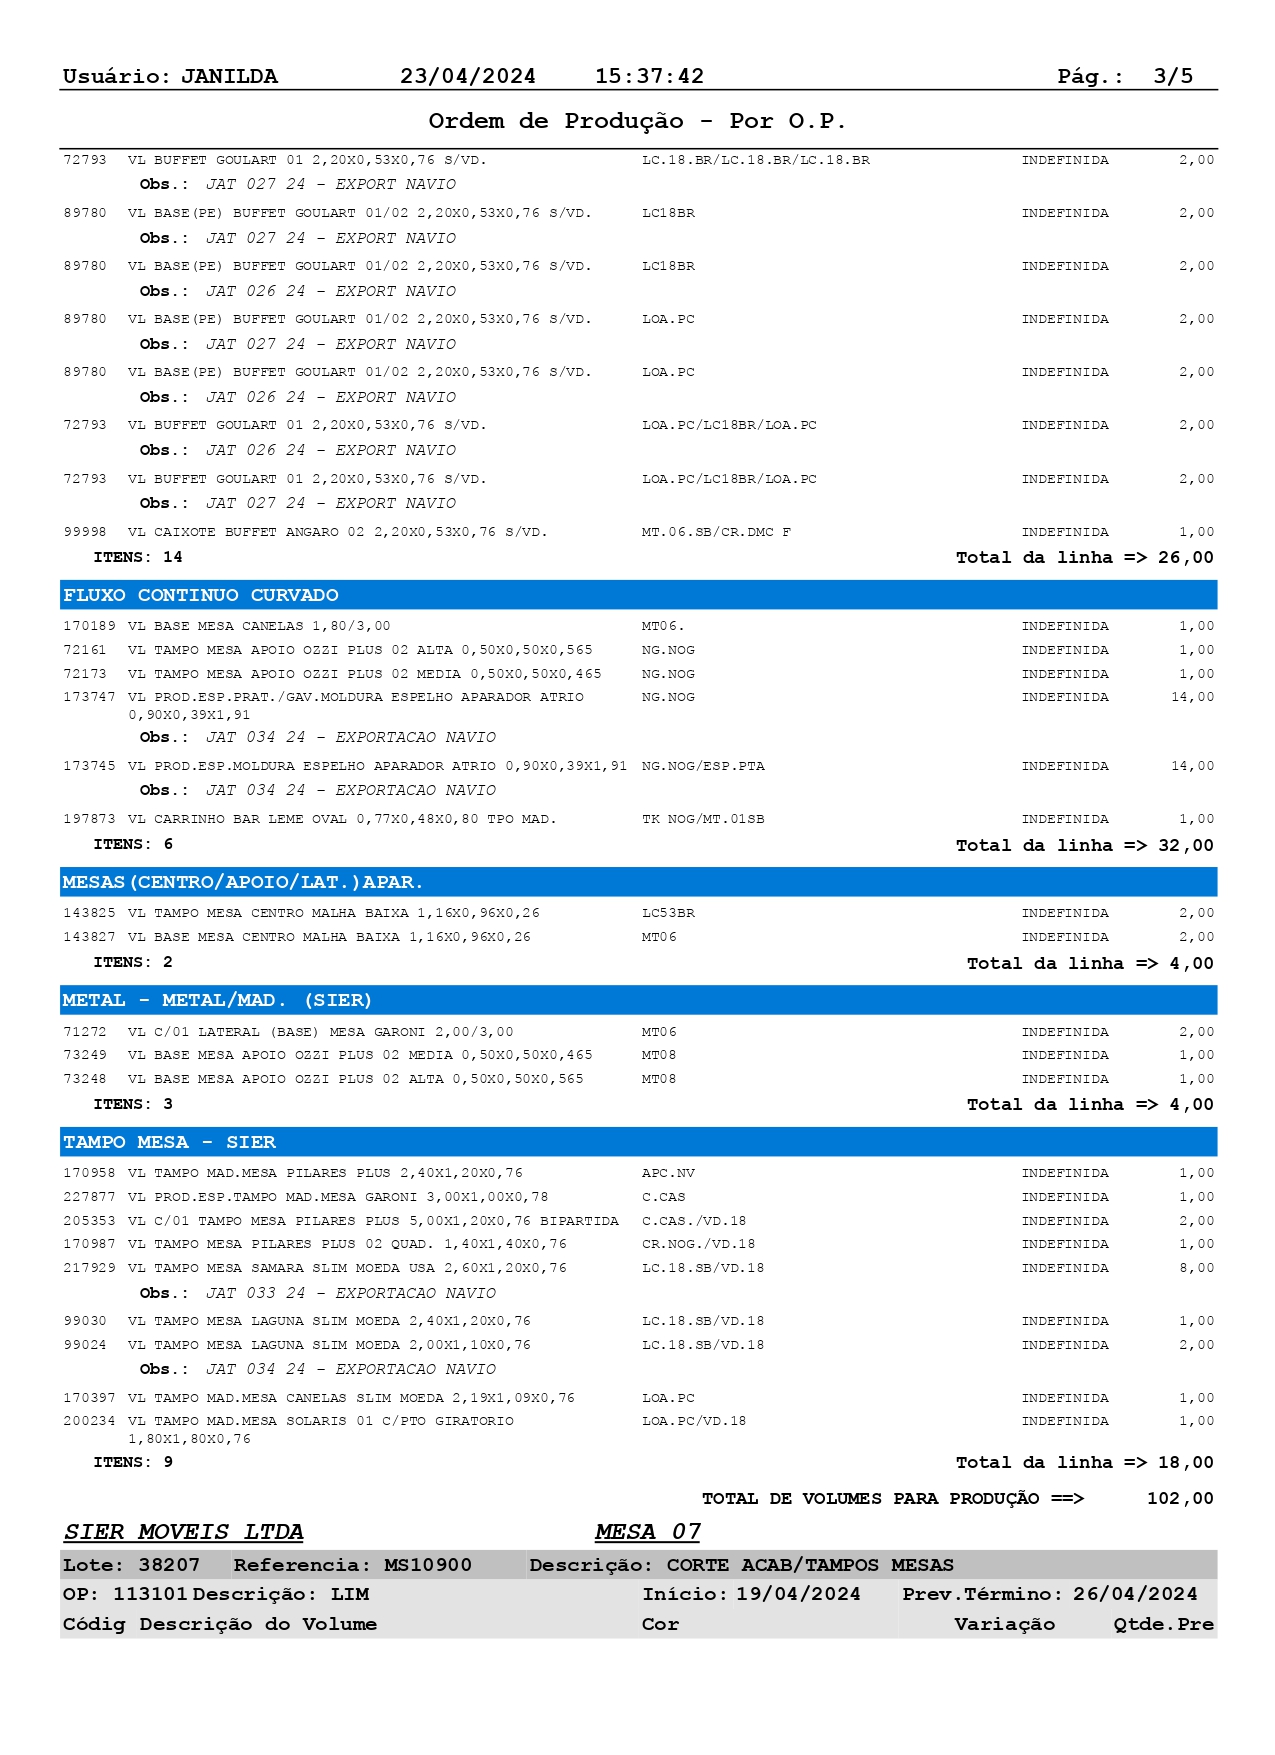 Usuário: JANILDA 23/04/2024 15:37:42 Pág.: 3/5
Ordem de Produção - Por O.P.
72793 VL BUFFET GOULART 01 2,20X0,53X0,76 S/VD. LC.18.BR/LC.18.BR/LC.18.BR INDEFINIDA 2,00
Obs.: JAT 027 24 - EXPORT NAVIO
89780 VL BASE(PE) BUFFET GOULART 01/02 2,20X0,53X0,76 S/VD. LC18BR INDEFINIDA 2,00
Obs.: JAT 027 24 - EXPORT NAVIO
89780 VL BASE(PE) BUFFET GOULART 01/02 2,20X0,53X0,76 S/VD. LC18BR INDEFINIDA 2,00
Obs.: JAT 026 24 - EXPORT NAVIO
89780 VL BASE(PE) BUFFET GOULART 01/02 2,20X0,53X0,76 S/VD. LOA.PC INDEFINIDA 2,00
Obs.: JAT 027 24 - EXPORT NAVIO
89780 VL BASE(PE) BUFFET GOULART 01/02 2,20X0,53X0,76 S/VD. LOA.PC INDEFINIDA 2,00
Obs.: JAT 026 24 - EXPORT NAVIO
72793 VL BUFFET GOULART 01 2,20X0,53X0,76 S/VD. LOA.PC/LC18BR/LOA.PC INDEFINIDA 2,00
Obs.: JAT 026 24 - EXPORT NAVIO
72793 VL BUFFET GOULART 01 2,20X0,53X0,76 S/VD. LOA.PC/LC18BR/LOA.PC INDEFINIDA 2,00
Obs.: JAT 027 24 - EXPORT NAVIO
99998 VL CAIXOTE BUFFET ANGARO 02 2,20X0,53X0,76 S/VD. MT.06.SB/CR.DMC F INDEFINIDA 1,00
ITENS: 14 Total da linha => 26,00
FLUXO CONTINUO CURVADO
170189 VL BASE MESA CANELAS 1,80/3,00 MT06. INDEFINIDA 1,00
72161 VL TAMPO MESA APOIO OZZI PLUS 02 ALTA 0,50X0,50X0,565 NG.NOG INDEFINIDA 1,00
72173 VL TAMPO MESA APOIO OZZI PLUS 02 MEDIA 0,50X0,50X0,465 NG.NOG INDEFINIDA 1,00
173747 VL PROD.ESP.PRAT./GAV.MOLDURA ESPELHO APARADOR ATRIO NG.NOG INDEFINIDA 14,00
0,90X0,39X1,91
Obs.: JAT 034 24 - EXPORTACAO NAVIO
173745 VL PROD.ESP.MOLDURA ESPELHO APARADOR ATRIO 0,90X0,39X1,91 NG.NOG/ESP.PTA INDEFINIDA 14,00
Obs.: JAT 034 24 - EXPORTACAO NAVIO
197873 VL CARRINHO BAR LEME OVAL 0,77X0,48X0,80 TPO MAD. TK NOG/MT.01SB INDEFINIDA 1,00
ITENS: 6 Total da linha => 32,00
MESAS(CENTRO/APOIO/LAT.)APAR.
143825 VL TAMPO MESA CENTRO MALHA BAIXA 1,16X0,96X0,26 LC53BR INDEFINIDA 2,00
143827 VL BASE MESA CENTRO MALHA BAIXA 1,16X0,96X0,26 MT06 INDEFINIDA 2,00
ITENS: 2 Total da linha => 4,00
METAL - METAL/MAD. (SIER)
71272 VL C/01 LATERAL (BASE) MESA GARONI 2,00/3,00 MT06 INDEFINIDA 2,00
73249 VL BASE MESA APOIO OZZI PLUS 02 MEDIA 0,50X0,50X0,465 MT08 INDEFINIDA 1,00
73248 VL BASE MESA APOIO OZZI PLUS 02 ALTA 0,50X0,50X0,565 MT08 INDEFINIDA 1,00
ITENS: 3 Total da linha => 4,00
TAMPO MESA - SIER
170958 VL TAMPO MAD.MESA PILARES PLUS 2,40X1,20X0,76 APC.NV INDEFINIDA 1,00
227877 VL PROD.ESP.TAMPO MAD.MESA GARONI 3,00X1,00X0,78 C.CAS INDEFINIDA 1,00
205353 VL C/01 TAMPO MESA PILARES PLUS 5,00X1,20X0,76 BIPARTIDA C.CAS./VD.18 INDEFINIDA 2,00
170987 VL TAMPO MESA PILARES PLUS 02 QUAD. 1,40X1,40X0,76 CR.NOG./VD.18 INDEFINIDA 1,00
217929 VL TAMPO MESA SAMARA SLIM MOEDA USA 2,60X1,20X0,76 LC.18.SB/VD.18 INDEFINIDA 8,00
Obs.: JAT 033 24 - EXPORTACAO NAVIO
99030 VL TAMPO MESA LAGUNA SLIM MOEDA 2,40X1,20X0,76 LC.18.SB/VD.18 INDEFINIDA 1,00
99024 VL TAMPO MESA LAGUNA SLIM MOEDA 2,00X1,10X0,76 LC.18.SB/VD.18 INDEFINIDA 2,00
Obs.: JAT 034 24 - EXPORTACAO NAVIO
170397 VL TAMPO MAD.MESA CANELAS SLIM MOEDA 2,19X1,09X0,76 LOA.PC INDEFINIDA 1,00
200234 VL TAMPO MAD.MESA SOLARIS 01 C/PTO GIRATORIO LOA.PC/VD.18 INDEFINIDA 1,00
1,80X1,80X0,76
ITENS: 9 Total da linha => 18,00
TOTAL DE VOLUMES PARA PRODUÇÃO ==> 102,00
SIER MOVEIS LTDA MESA 07
Lote: 38207 Referencia: MS10900 Descrição: CORTE ACAB/TAMPOS MESAS
OP: 113101 Descrição: LIM Início: 19/04/2024 Prev.Término: 26/04/2024
Códig Descrição do Volume Cor Variação Qtde.Pre